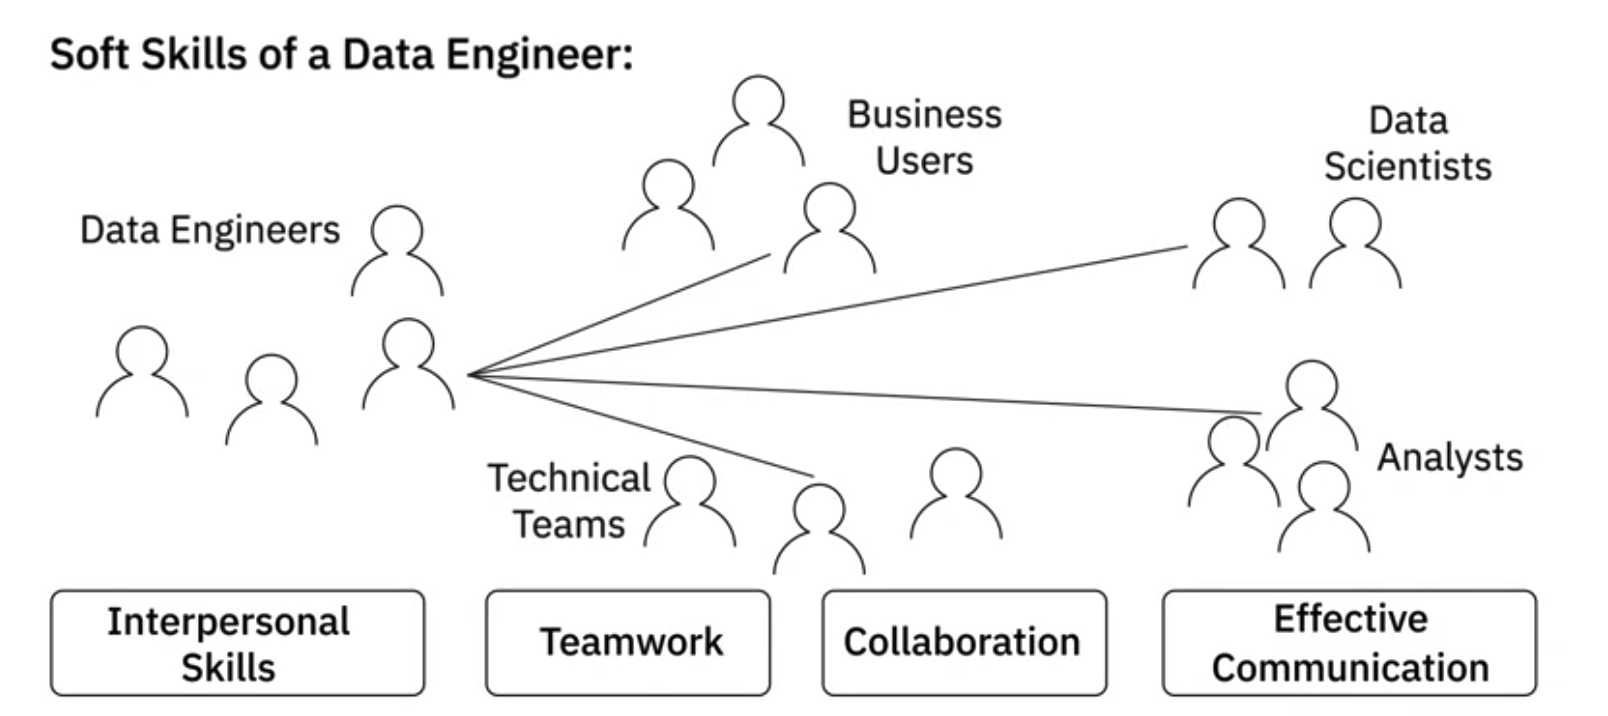 Soft Skills of a Data Engineer:
Business
Users
Data
Scientists
Data Engineers
Technical
Teams
Analysts
Interpersonal
Skills
Teamwork
Collaboration
Effective
Communication